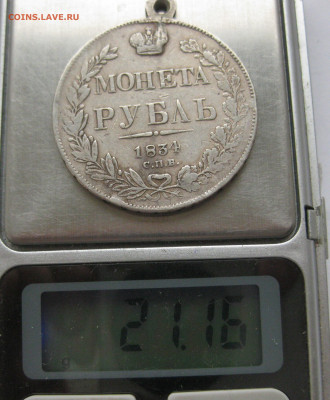 COINS.LAVE.RU
МОНЕТА
РУБЛЬ
1834
С.П.Б.
21.16
g